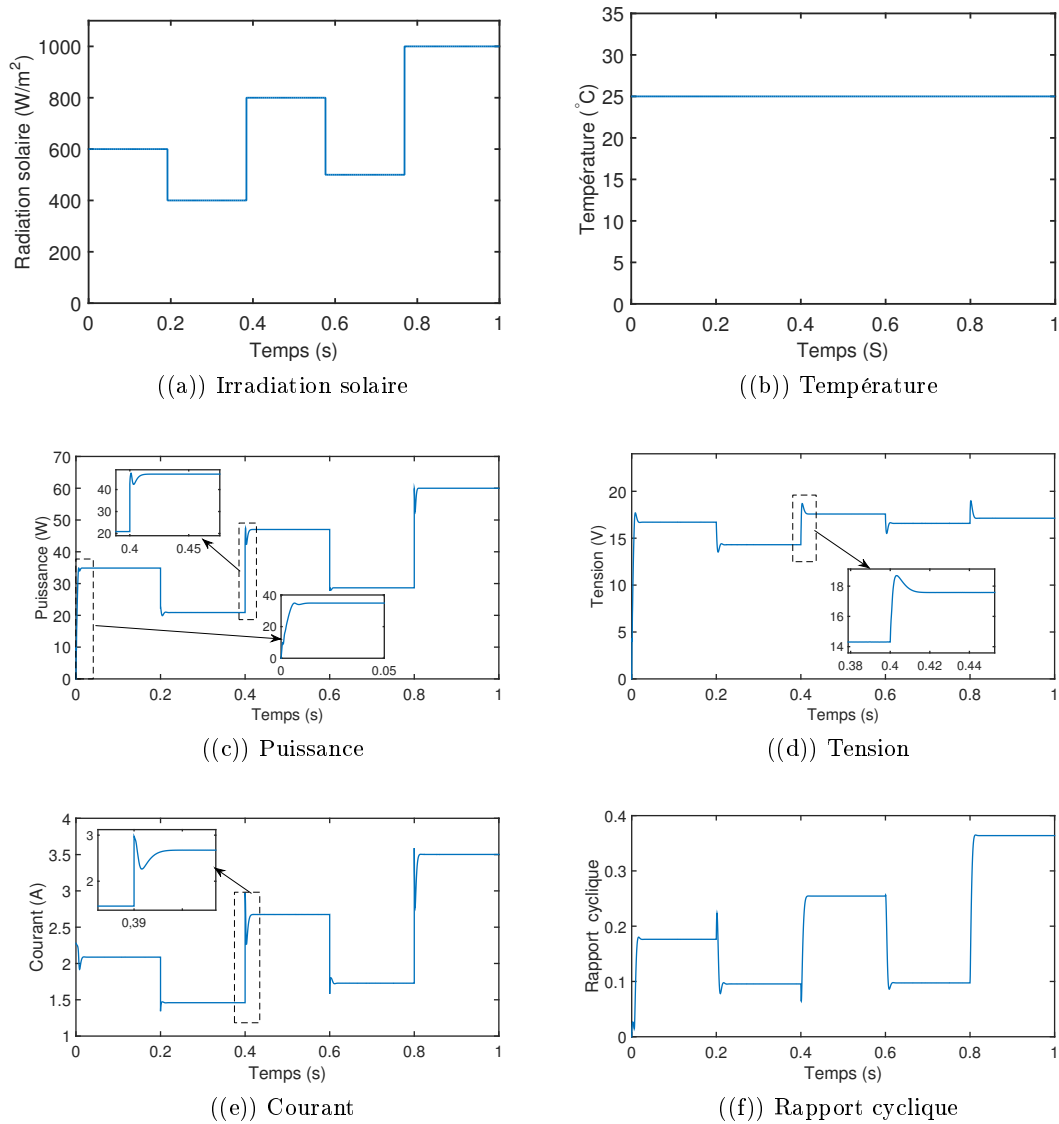 Radiation solaire (W/m²)
1000
800
600
400
200
0
0 0.2 0.4 0.6 0.8 1
Temps (s)
((a)) Irradiation solaire
Température (°C)
35
30
25
20
15
10
5
0
0 0.2 0.4 0.6 0.8 1
Temps (S)
((b)) Température
Puissance (W)
70
60
50
40
30
20
10
0
40
30
20
0.4 0.45
40
20
0
0 0.05
0 0.2 0.4 0.6 0.8 1
Temps (s)
((c)) Puissance
Tension (V)
20
15
10
5
0
18
16
14
0.38 0.4 0.42 0.44
0 0.2 0.4 0.6 0.8 1
Temps (s)
((d)) Tension
Courant (A)
4
3.5
3
2.5
2
1.5
1
3
2
0,39
0 0.2 0.4 0.6 0.8 1
Temps (s)
((e)) Courant
Rapport cyclique
0.4
0.3
0.2
0.1
0
0 0.2 0.4 0.6 0.8 1
Temps (s)
((f)) Rapport cyclique